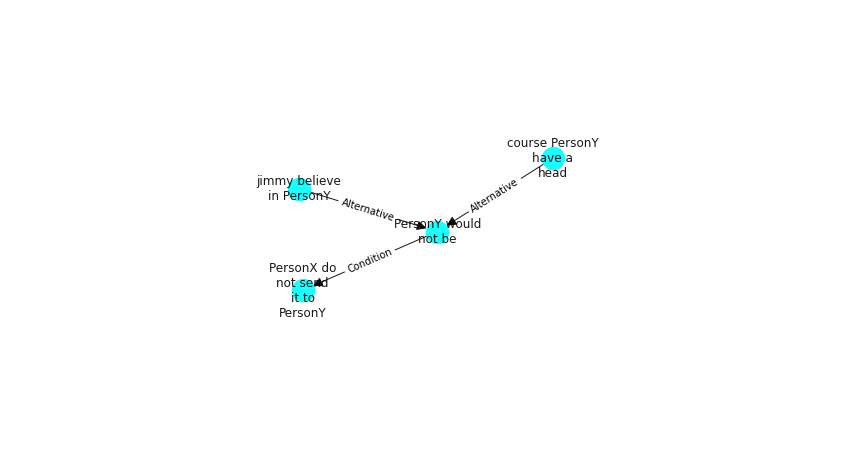 course PersonY
have a
head
jimmy believe
in PersonY
Alternative
Alternative
PersonY would
not be
Condition
PersonX do
not send
it to
PersonY